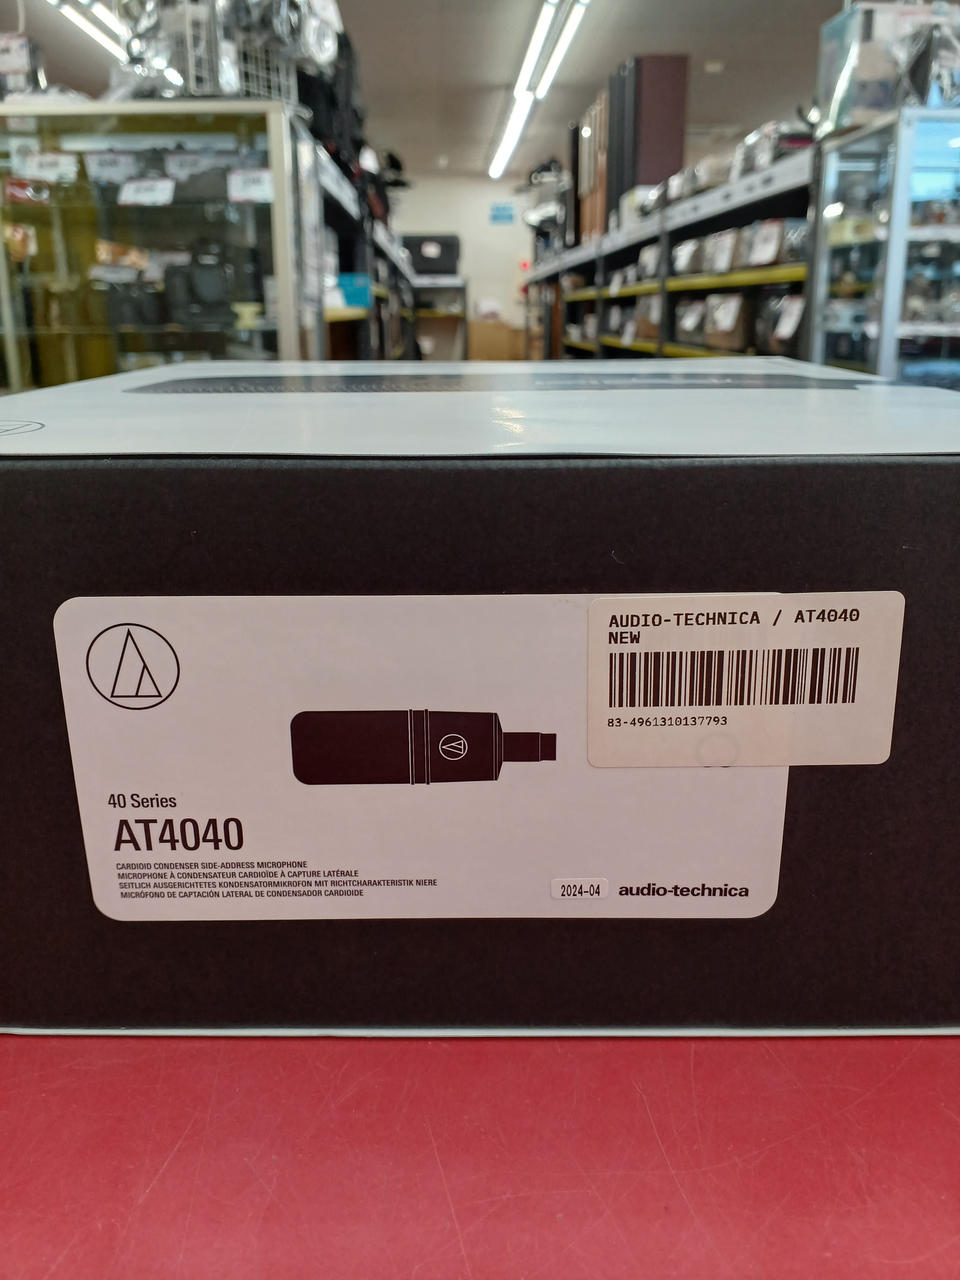 AUDIO-TECHNICA / AT4040
NEW
83-4961310137793
40 Series
AT4040
CARDIOID CONDENSER SIDE-ADDRESS MICROPHONE
MICROPHONE À CONDENSATEUR CARDIOÏDE À CAPTURE LATÉRALE
SEITLICH AUSGERICHTETES KONDENSATORMIKROFON MIT RICHTCHARAKTERISTIK NIERE
MICRÓFONO DE CAPTACIÓN LATERAL DE CONDENSADOR CARDIOIDE
2024-04
audio-technica